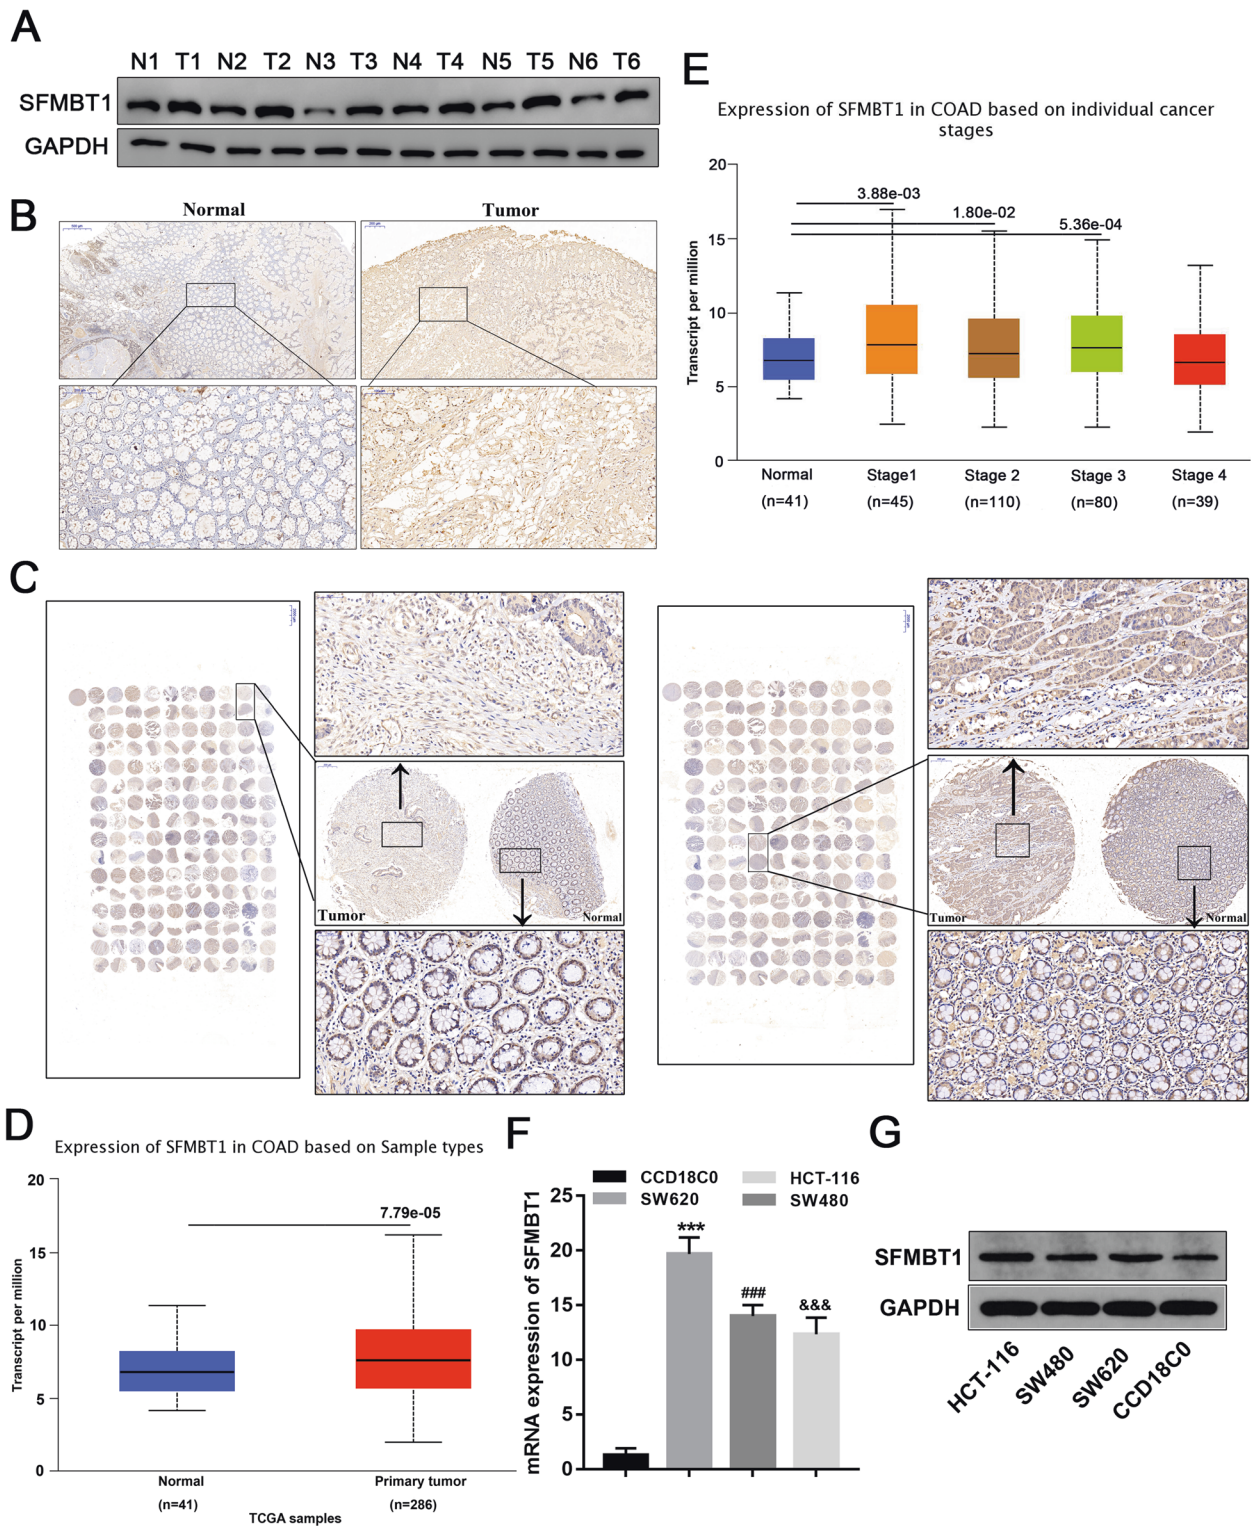 A
N1 T1 N2 T2 N3 T3 N4 T4 N5 T5 N6 T6
SFMBT1
GAPDH
B
Normal
Tumor
C
Tumor
Normal
Tumor
Normal
D
Expression of SFMBT1 in COAD based on Sample types
Transcript per million
20
15
10
5
0
7.79e-05
Normal
(n=41)
Primary tumor
(n=286)
TCGA samples
E
Expression of SFMBT1 in COAD based on individual cancer
stages
Transcript per million
20
15
10
5
0
3.88e-03
1.80e-02
5.36e-04
Normal
(n=41)
Stage1
(n=45)
Stage 2
(n=110)
Stage 3
(n=80)
Stage 4
(n=39)
F
CCD18C0
HCT-116
SW620
SW480
mRNA expression of SFMBT1
25
20
15
10
5
0
***
###
&&&
G
SFMBT1
GAPDH
HCT-116
SW480
SW620
CCD18C0